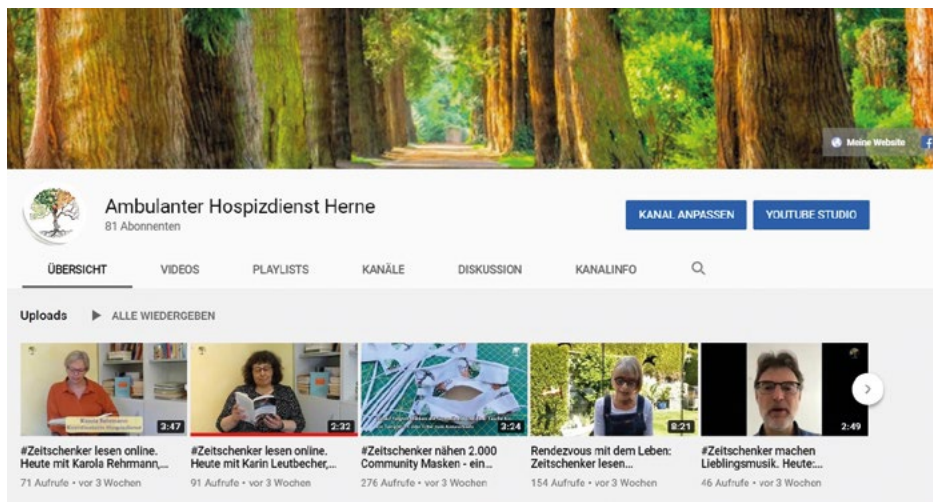 Meine Website
Ambulanter Hospizdienst Herne
81 Abonnenten
KANAL ANPASSEN
YOUTUBE STUDIO
ÜBERSICHT
VIDEOS
PLAYLISTS
KANÄLE
DISKUSSION
KANALINFO
Uploads
ALLE WIEDERGEBEN
Karola Rehmann
3:47
#Zeitschenker lesen online.
Heute mit Karola Rehmann,...
71 Aufrufe • vor 3 Wochen
2:32
#Zeitschenker lesen online.
Heute mit Karin Leutbecher,...
91 Aufrufe • vor 3 Wochen
3:24
#Zeitschenker nähen 2.000
Community Masken - ein...
276 Aufrufe • vor 3 Wochen
8:21
Rendezvous mit dem Leben:
Zeitschenker lesen...
154 Aufrufe • vor 3 Wochen
2:49
#Zeitschenker machen
Lieblingsmusik. Heute:...
46 Aufrufe • vor 3 Wochen